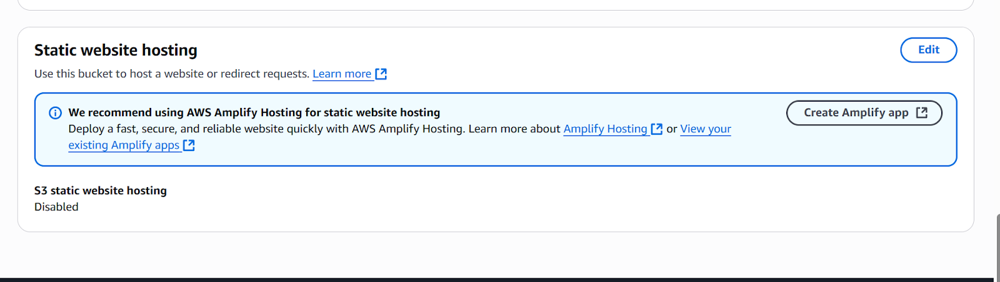 Static website hosting
Edit
Use this bucket to host a website or redirect requests. Learn more
We recommend using AWS Amplify Hosting for static website hosting
Create Amplify app
Deploy a fast, secure, and reliable website quickly with AWS Amplify Hosting. Learn more about Amplify Hosting or View your
existing Amplify apps
S3 static website hosting
Disabled